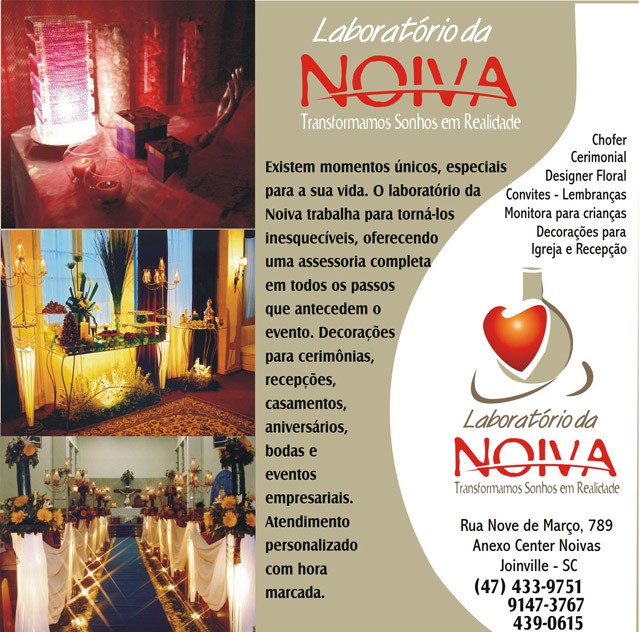 Laboratório da
NOIVA
Transformamos Sonhos em Realidade
Existem momentos únicos, especiais
para a sua vida. O laboratório da
Noiva trabalha para torná-los
inesquecíveis, oferecendo
uma assessoria completa
em todos os passos
que antecedem o
evento. Decorações
para cerimônias,
recepções,
casamentos,
aniversários,
bodas e
eventos
empresariais.
Atendimento
personalizado
com hora
marcada.
Chofer
Cerimonial
Designer Floral
Convites - Lembranças
Monitora para crianças
Decorações para
Igreja e Recepção
Laboratório da
NOIVA
Transformamos Sonhos em Realidade
Rua Nove de Março, 789
Anexo Center Noivas
Joinville - SC
(47) 433-9751
9147-3767
439-0615